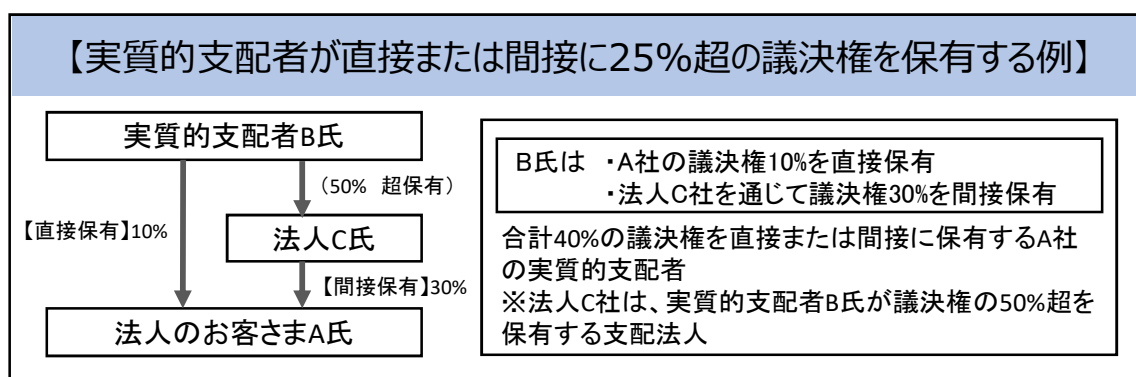 【実質的支配者が直接または間接に25%超の議決権を保有する例】
実質的支配者B氏
(50% 超保有)
【直接保有】10%
法人C氏
【間接保有】30%
法人のお客さまA氏
B氏は ・A社の議決権10%を直接保有
・法人C社を通じて議決権30%を間接保有
合計40%の議決権を直接または間接に保有するA社
の実質的支配者
※法人C社は、実質的支配者B氏が議決権の50%超を
保有する支配法人